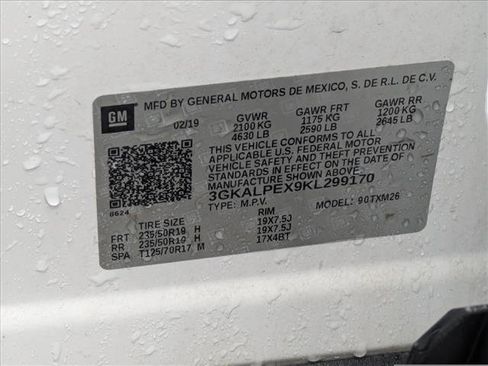 GM
MFD BY GENERAL MOTORS DE MEXICO, S. DE R.L. DE C.V.
02/19 GVWR GAWR FRT GAWR RR
2100 KG 1175 KG 1200 KG
4630 LB 2590 LB 2645 LB
THIS VEHICLE CONFORMS TO ALL
APPLICABLE U.S. FEDERAL MOTOR
VEHICLE SAFETY STANDARDS
IN EFFECT ON THE DATE OF
MANUFACTURE SHOWN ABOVE.
3GKALPEX9KL299170
TYPE: M.P.V. MODEL: 90TXM26
8624
TIRE SIZE RIM
FRT 235/50R19 H 19X7.5J
RR 235/50R19 H 19X7.5J
SPA T125/70R17 M 17X4BT